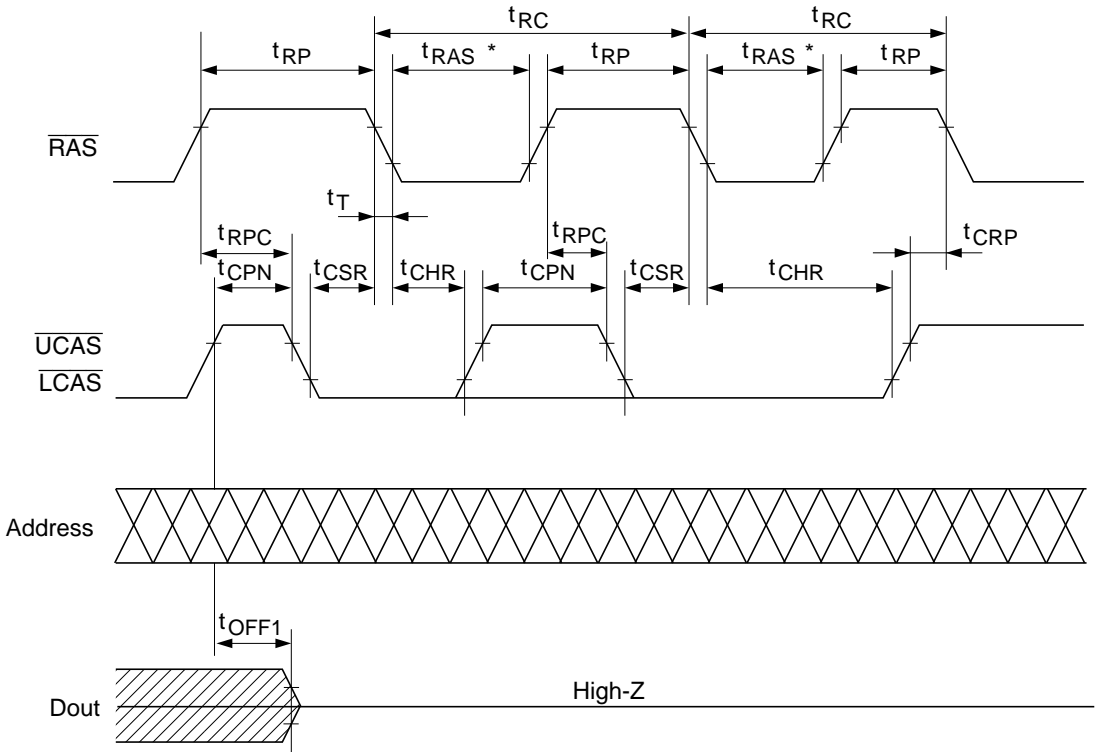 tRC tRC
tRP tRAS * tRP tRAS * tRP
RAS
tT
tRPC tRPC tCRP
tCPN tCSR tCHR tCPN tCSR tCHR
UCAS
LCAS
Address
tOFF1
High-Z
Dout